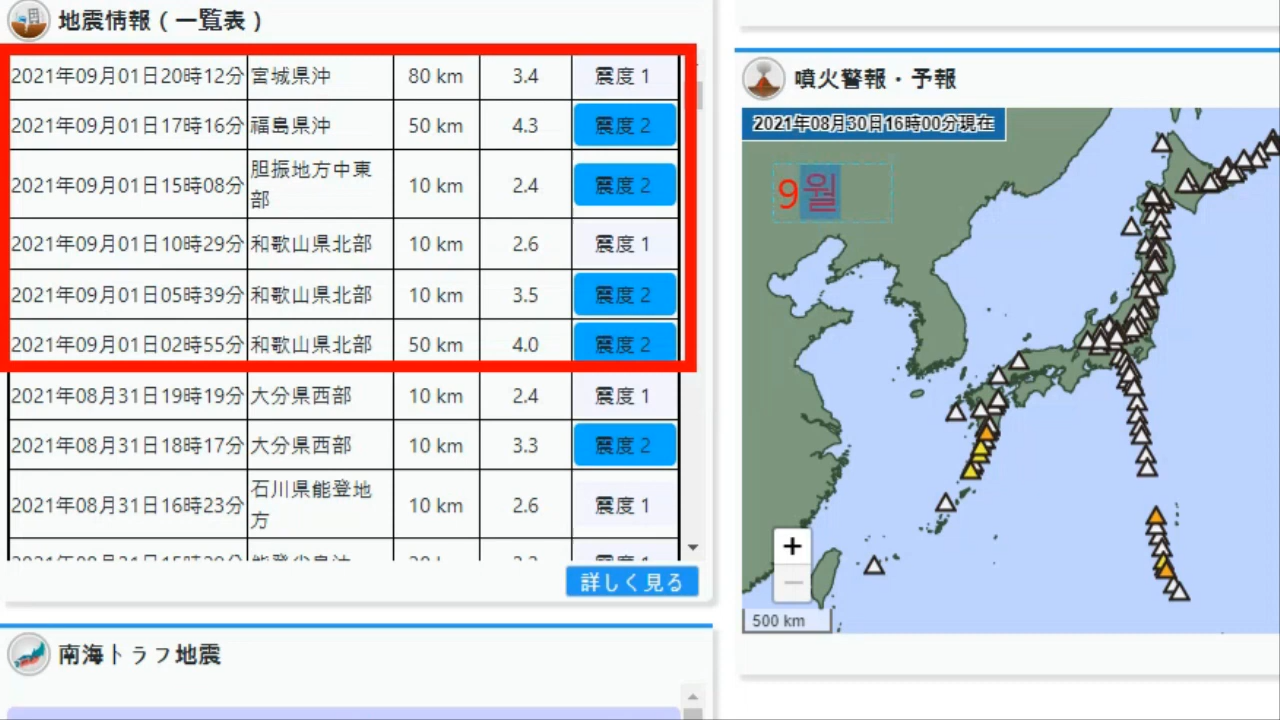 地震情報（一覧表）
2021年09月01日20時12分 宮城県沖 80 km 3.4 震度１
2021年09月01日17時16分 福島県沖 50 km 4.3 震度２
2021年09月01日15時08分 胆振地方中東部 10 km 2.4 震度２
2021年09月01日10時29分 和歌山県北部 10 km 2.6 震度１
2021年09月01日05時39分 和歌山県北部 10 km 3.5 震度２
2021年09月01日02時55分 和歌山県北部 50 km 4.0 震度２
2021年08月31日19時19分 大分県西部 10 km 2.4 震度１
2021年08月31日18時17分 大分県西部 10 km 3.3 震度２
2021年08月31日16時23分 石川県能登地方 10 km 2.6 震度１
詳しく見る
南海トラフ地震
噴火警報・予報
2021年08月30日16時00分現在
9월
+
−
500 km